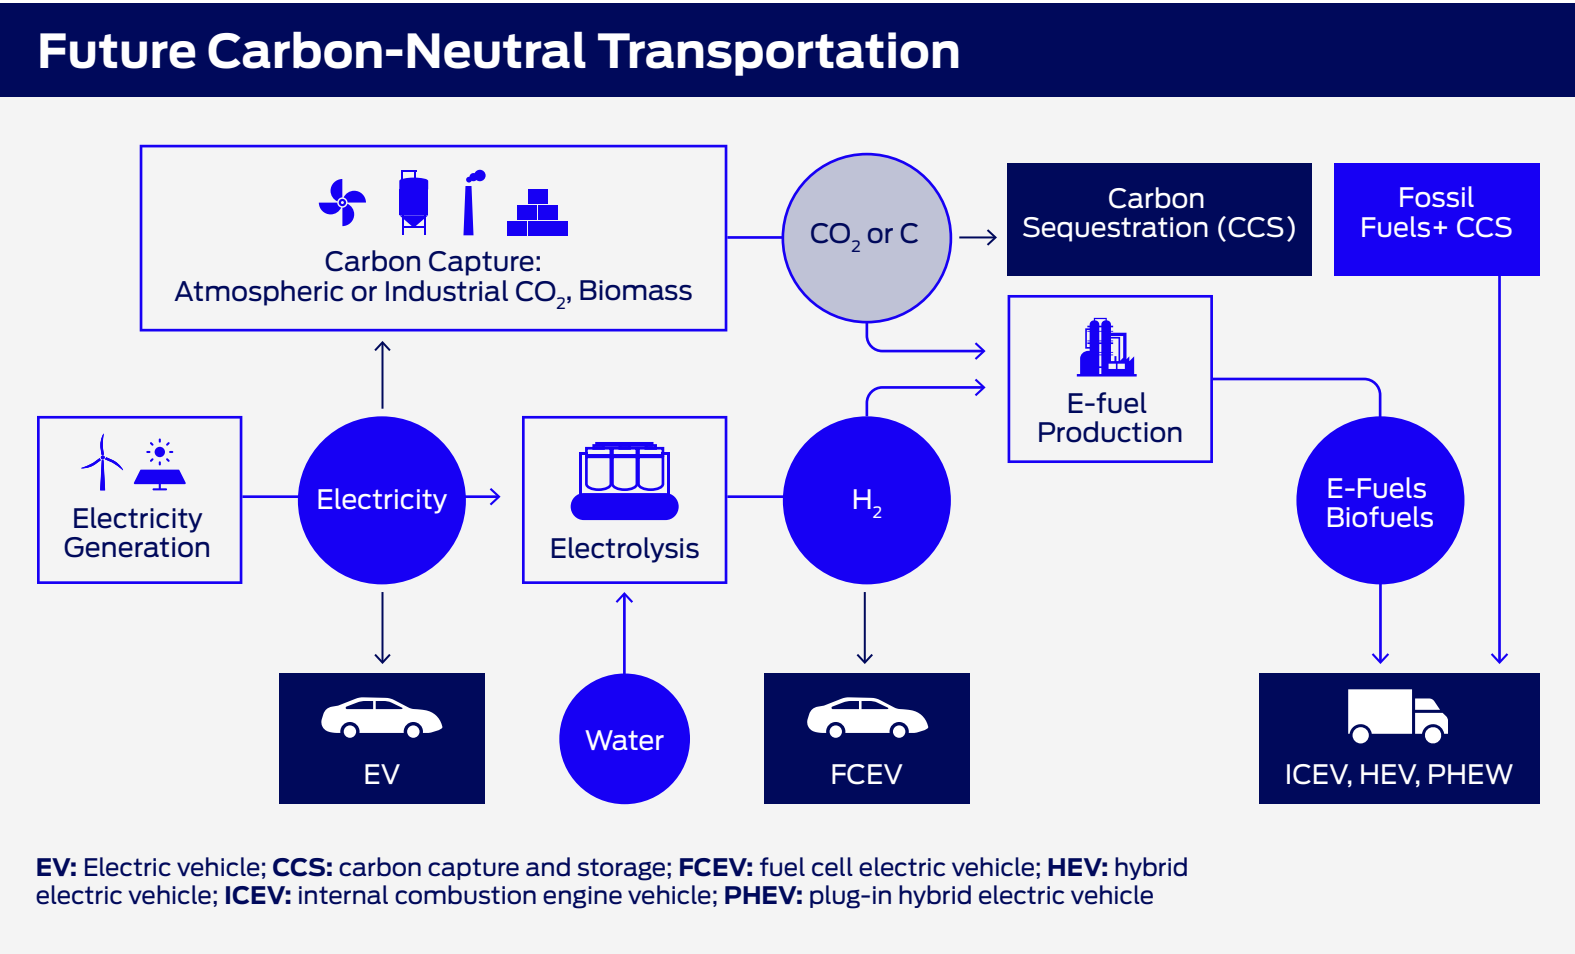 Future Carbon-Neutral Transportation
Carbon Capture:
Atmospheric or Industrial CO₂, Biomass
CO₂ or C
Carbon
Sequestration (CCS)
Fossil
Fuels+ CCS
E-fuel
Production
Electricity
Generation
Electricity
Electrolysis
H₂
E-Fuels
Biofuels
EV
Water
FCEV
ICEV, HEV, PHEW
EV: Electric vehicle; CCS: carbon capture and storage; FCEV: fuel cell electric vehicle; HEV: hybrid
electric vehicle; ICEV: internal combustion engine vehicle; PHEV: plug-in hybrid electric vehicle